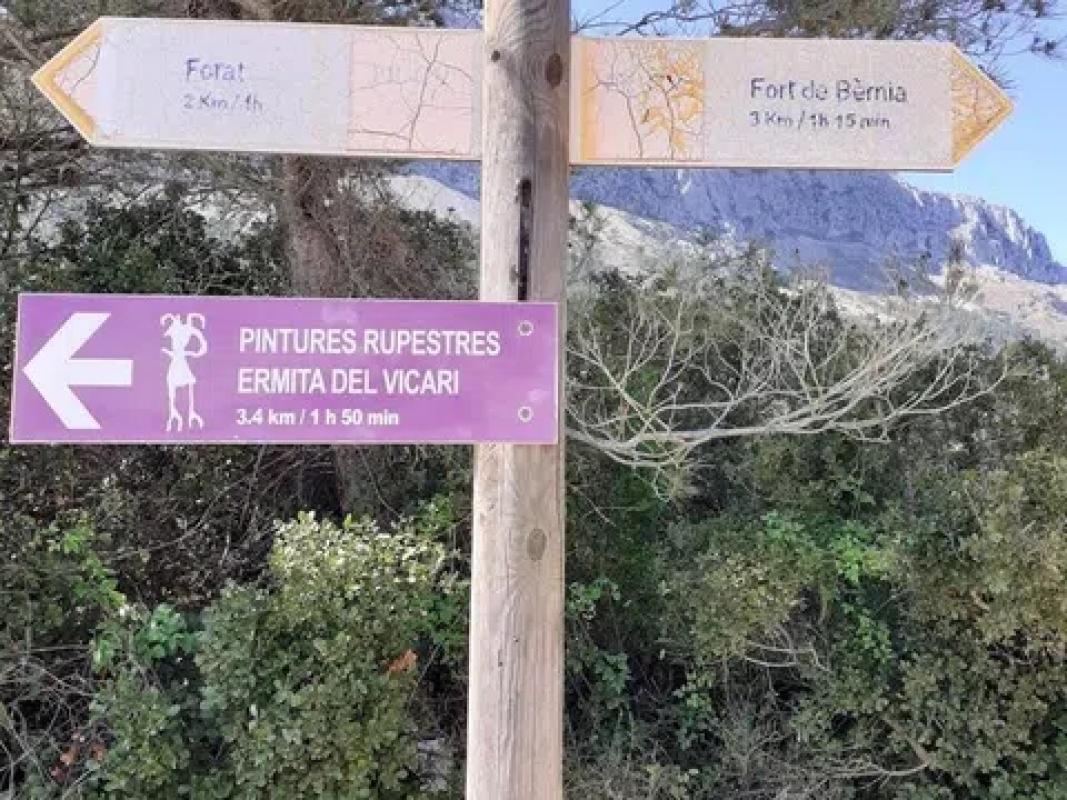 Forat
2 Km / 1h
Fort de Bèrnia
3 Km / 1h 15 min
PINTURES RUPESTRES
ERMITA DEL VICARI
3.4 km / 1 h 50 min